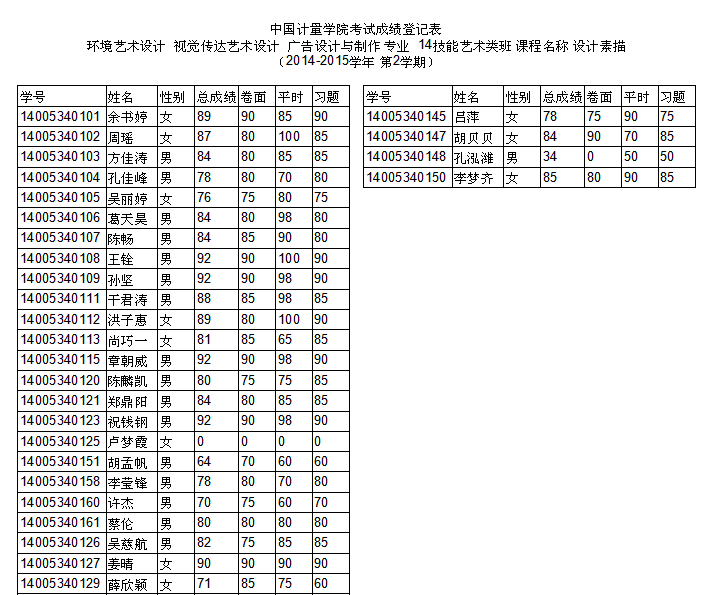 中国计量学院考试成绩登记表
环境艺术设计 视觉传达艺术设计 广告设计与制作 专业 14技能艺术类班 课程名称 设计素描
（2014-2015学年 第2学期）
学号 姓名 性别 总成绩 卷面 平时 习题
14005340101 余书婷 女 89 90 85 90
14005340102 周瑶 女 87 80 100 85
14005340103 方佳涛 男 84 80 85 85
14005340104 孔佳峰 男 78 80 70 80
14005340105 吴丽婷 女 76 75 80 75
14005340106 葛天昊 男 84 80 98 80
14005340107 陈畅 男 84 85 90 80
14005340108 王铨 男 92 90 100 90
14005340109 孙坚 男 92 90 98 90
14005340111 干君涛 男 88 85 98 85
14005340112 洪子惠 女 89 80 100 90
14005340113 尚巧一 女 81 85 65 85
14005340115 章朝威 男 92 90 98 90
14005340120 陈麟凯 男 80 75 75 85
14005340121 郑鼎阳 男 84 80 85 85
14005340123 祝钱钢 男 92 90 98 90
14005340125 卢梦霞 女 0 0 0 0
14005340151 胡孟帆 男 64 70 60 60
14005340158 李莹锋 男 78 80 70 80
14005340160 许杰 男 70 75 60 70
14005340161 蔡伦 男 80 80 80 80
14005340126 吴慈航 男 82 75 85 85
14005340127 姜晴 女 90 90 90 90
14005340129 薛欣颖 女 71 85 75 60
学号 姓名 性别 总成绩 卷面 平时 习题
14005340145 吕萍 女 78 75 90 75
14005340147 胡贝贝 女 84 90 70 85
14005340148 孔泓潍 男 34 0 50 50
14005340150 李梦齐 女 85 80 90 85